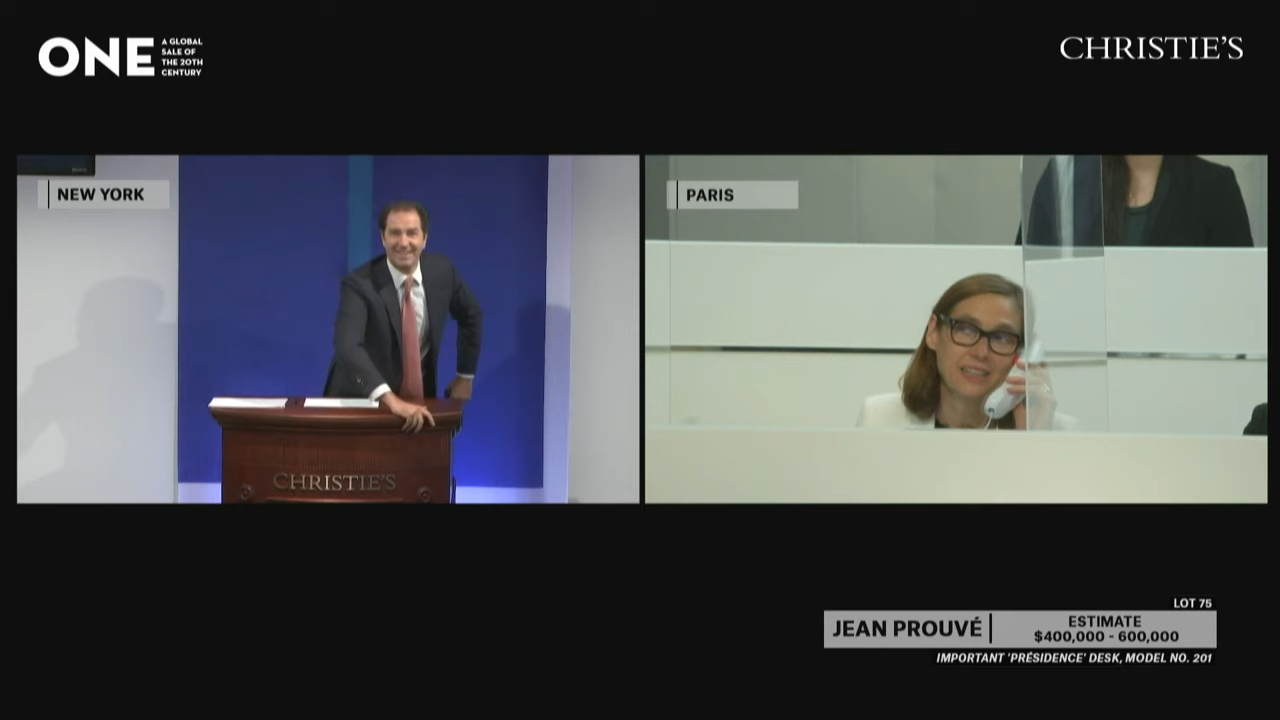 ONE
A GLOBAL
SALE OF
THE 20TH
CENTURY
CHRISTIE'S
NEW YORK
PARIS
CHRISTIE'S
LOT 75
JEAN PROUVÉ
ESTIMATE
$400,000 - 600,000
IMPORTANT 'PRÉSIDENCE' DESK, MODEL NO. 201